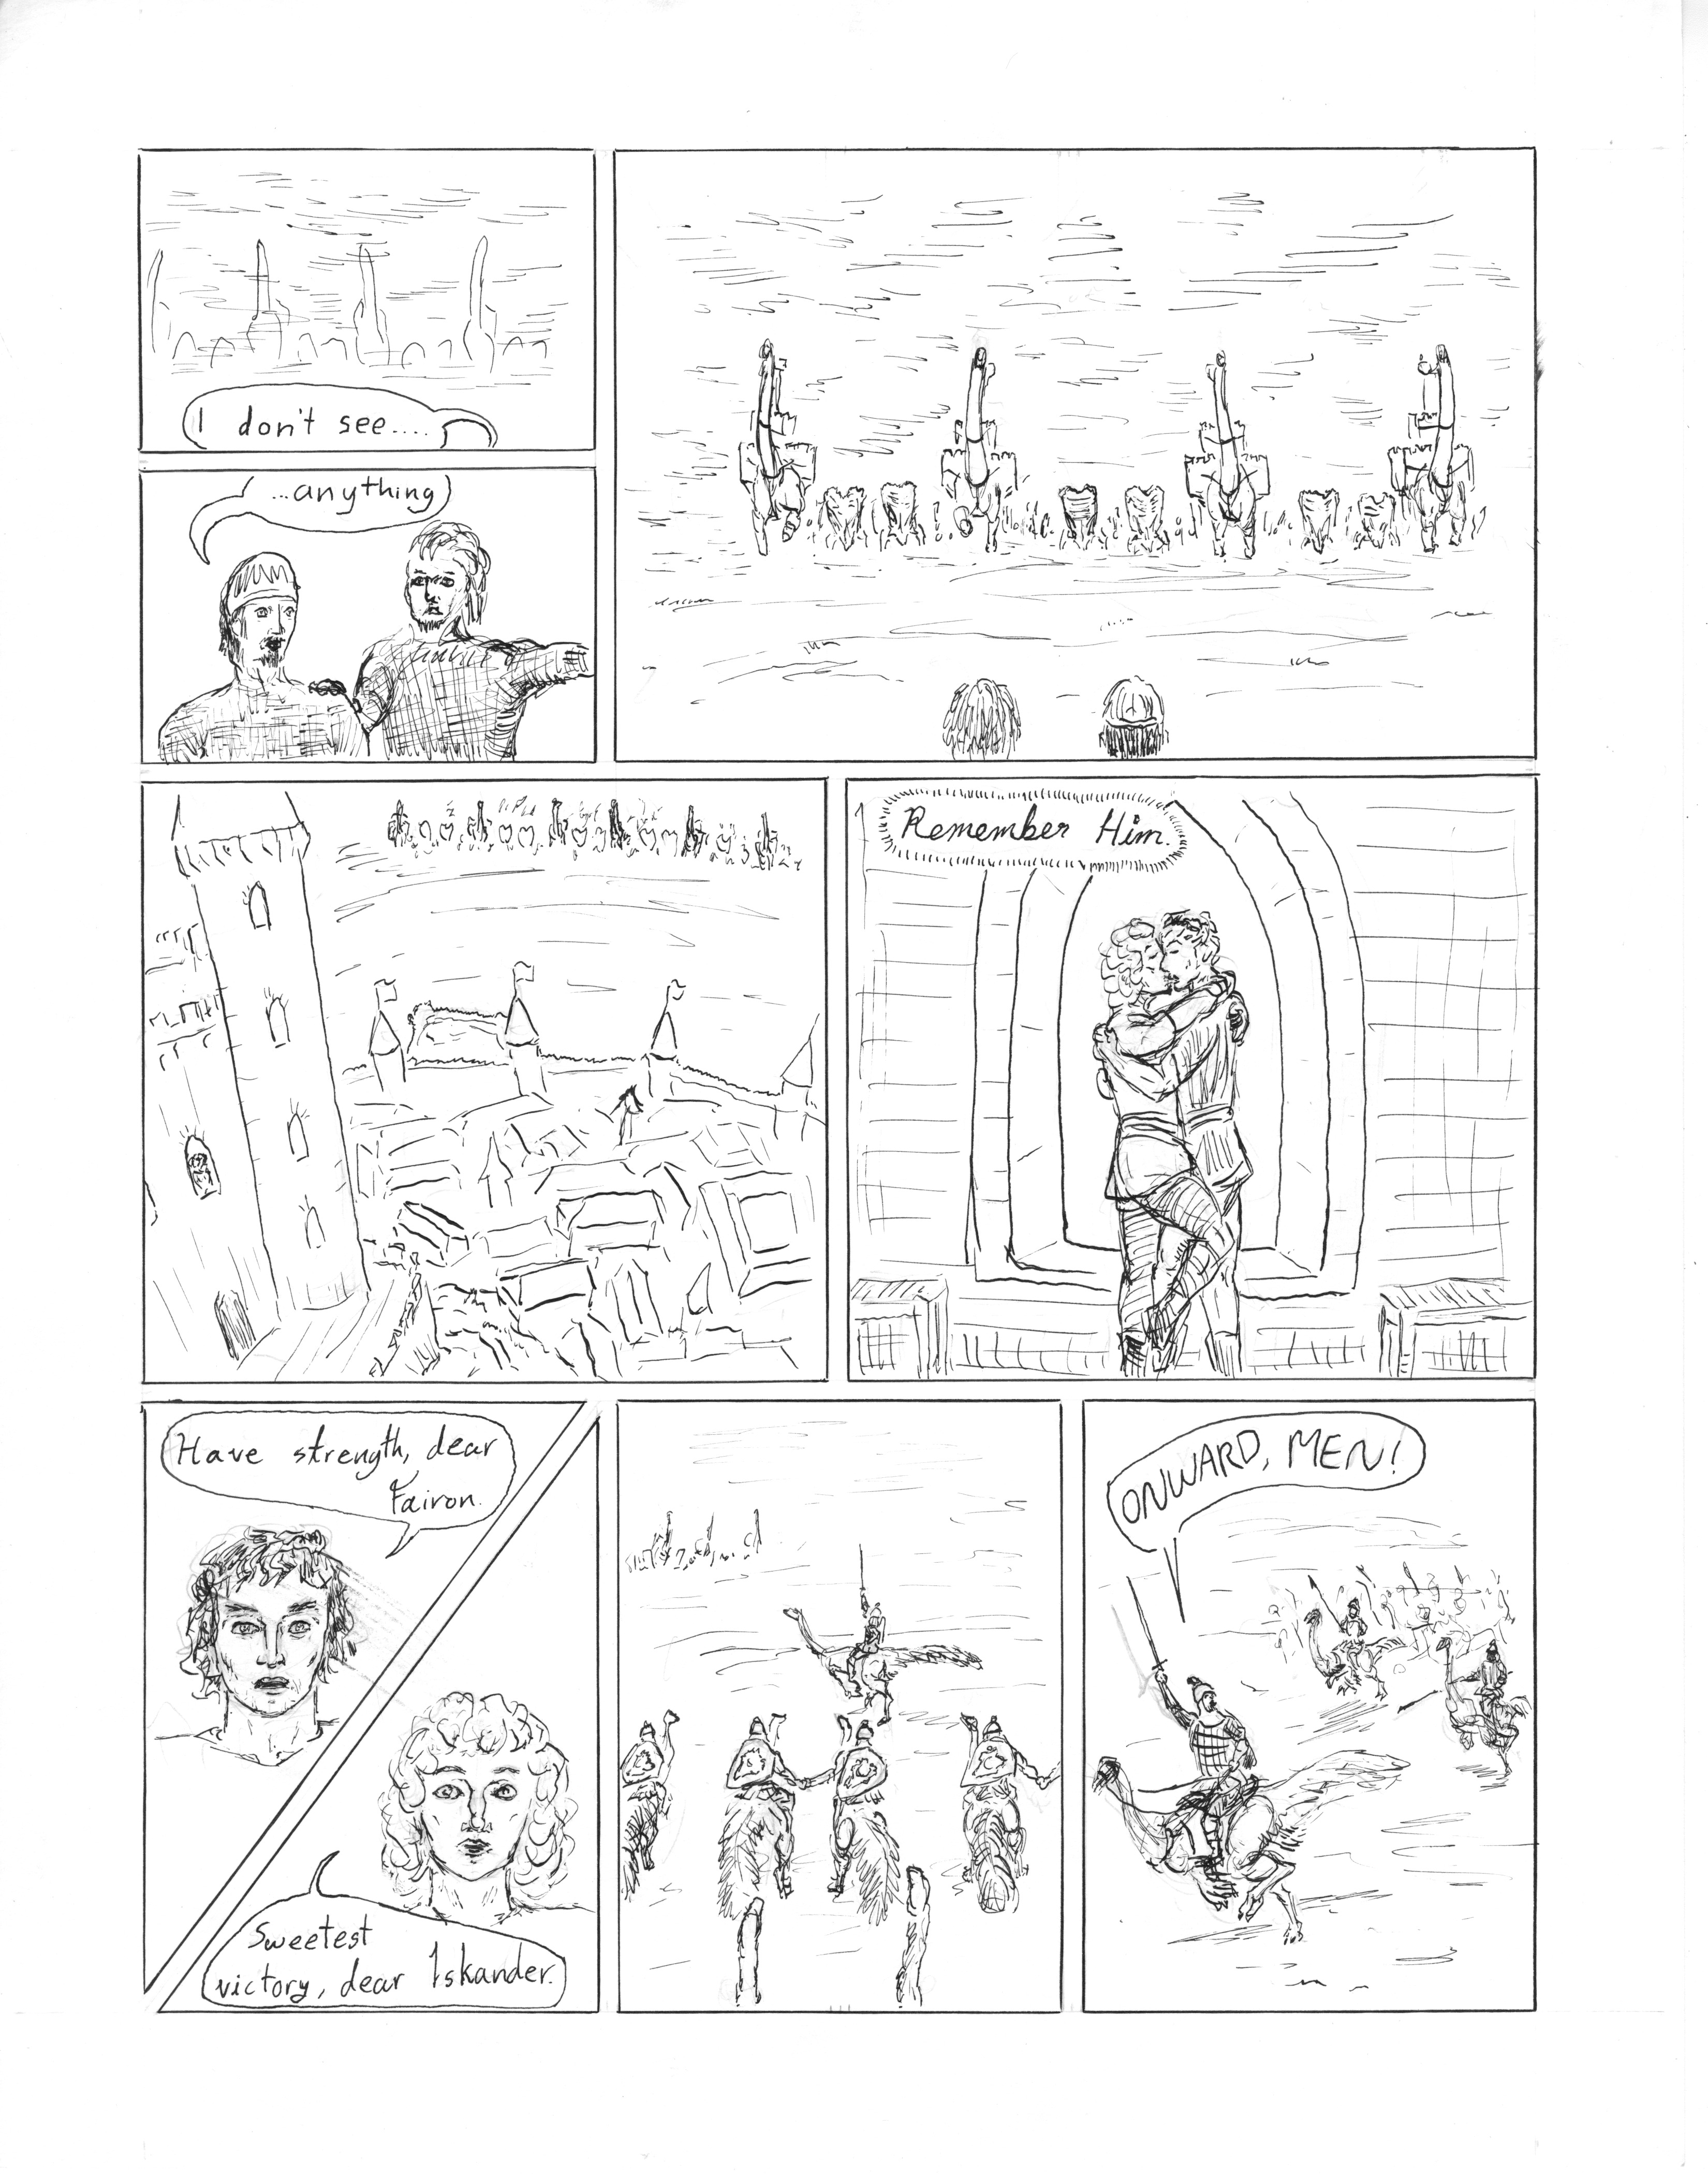 I don't see....
...anything
Remember Him.
Have strength, dear
Fairon.
Sweetest
victory, dear Iskander.
ONWARD, MEN!